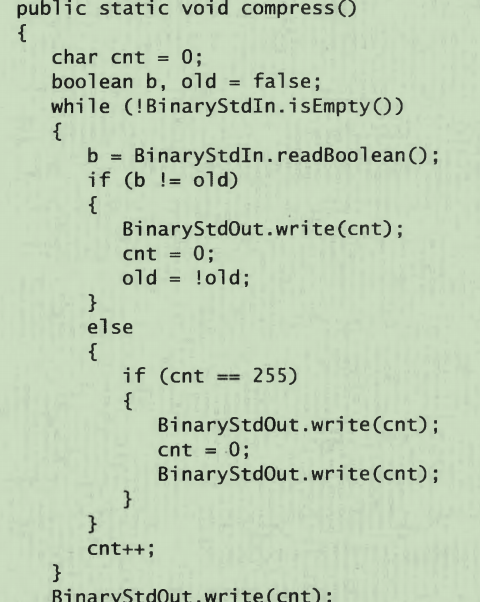 public static void compress()
{
   char cnt = 0;
   boolean b, old = false;
   while (!BinaryStdIn.isEmpty())
   {
      b = BinaryStdIn.readBoolean();
      if (b != old)
      {
         BinaryStdOut.write(cnt);
         cnt = 0;
         old = !old;
      }
      else
      {
         if (cnt == 255)
         {
            BinaryStdOut.write(cnt);
            cnt = 0;
            BinaryStdOut.write(cnt);
         }
      }
      cnt++;
   }
   BinaryStdOut.write(cnt);